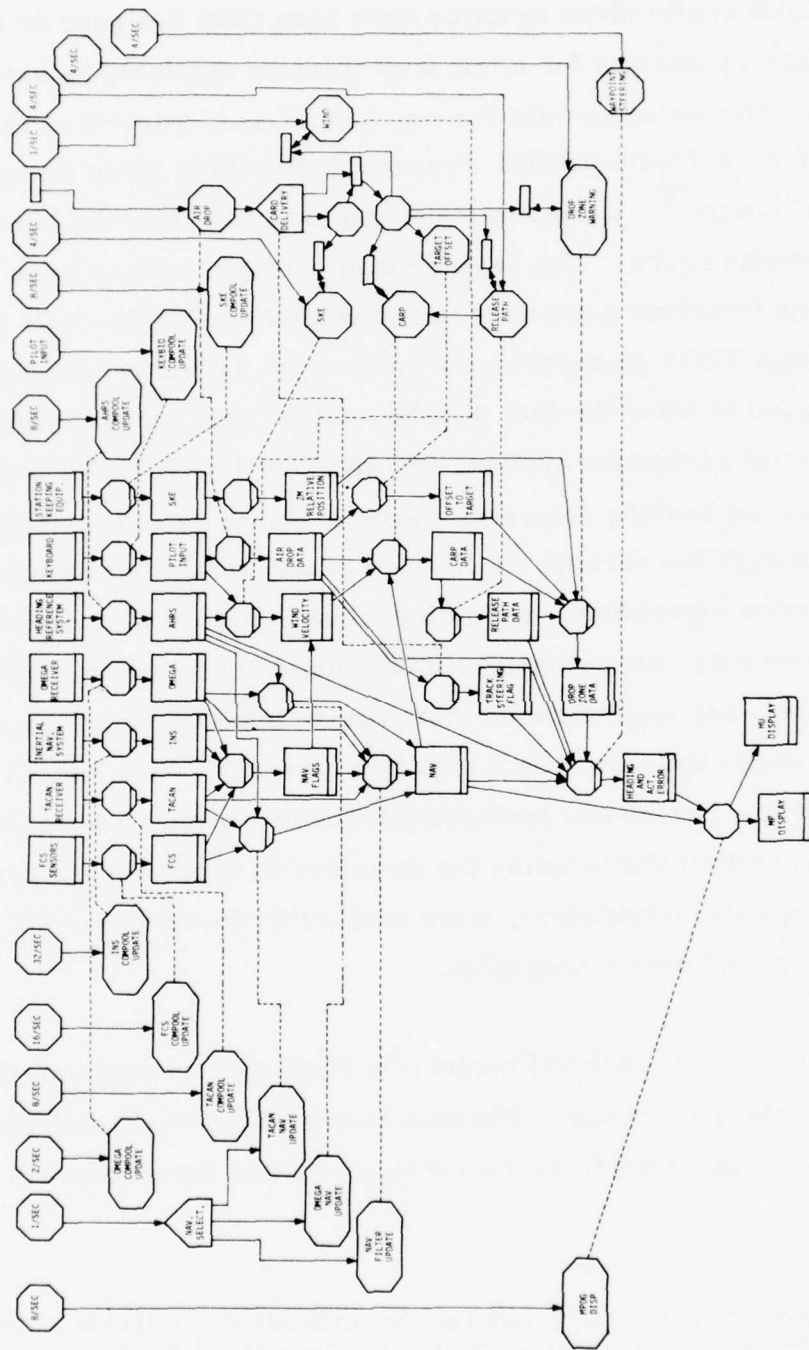 8/SEC
1/SEC
2/SEC
8/SEC
16/SEC
32/SEC
FCS
SENSORS
TACAN
RECEIVER
INERTIAL
NAV.
SYSTEM
OMEGA
RECEIVER
HEADING
REFERENCE
SYSTEM
KEYBOARD
STATION
KEEPING
EQUIP.
8/SEC
PILOT
INPUT
8/SEC
4/SEC
1/SEC
4/SEC
4/SEC
4/SEC
NAV.
SELECT.
OMEGA
COMPOOL
UPDATE
TACAN
COMPOOL
UPDATE
FCS
COMPOOL
UPDATE
INS
COMPOOL
UPDATE
AHRS
COMPOOL
UPDATE
KEYBID
COMPOOL
UPDATE
SKE
COMPOOL
UPDATE
AIR
DROP
CARD
DELIVERY
WIND
FCS
TACAN
INS
OMEGA
AHRS
PILOT
INPUT
SKE
SKE
CARP
TARGET
OFFSET
RELEASE
PATH
DROP
ZONE
WARNING
WAYPOINT
STEERING
TACAN
NAV
UPDATE
OMEGA
NAV
UPDATE
NAV
FILTER
UPDATE
NAV
FLAGS
WIND
VELOCITY
AIR
DROP
DATA
ZM
RELATIVE
POSITION
NAV
TRACK
STEERING
FLAG
RELEASE
PATH
DATA
CARP
DATA
OFFSET
TO
TARGET
DROP
ZONE
DATA
HEADING
AND
ACT.
ERROR
MPDG
DISP
MP
DISPLAY
HU
DISPLAY